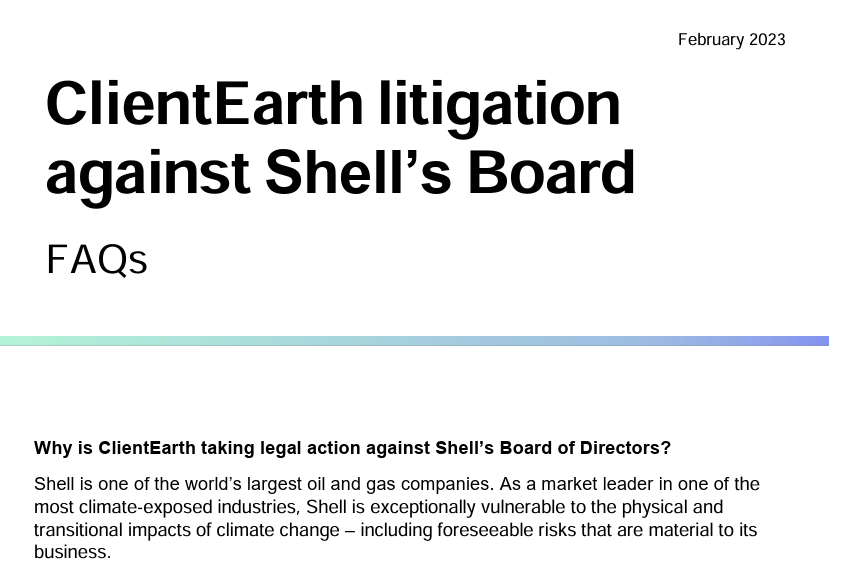 February 2023
ClientEarth litigation
against Shell’s Board
FAQs
Why is ClientEarth taking legal action against Shell’s Board of Directors?
Shell is one of the world’s largest oil and gas companies. As a market leader in one of the
most climate-exposed industries, Shell is exceptionally vulnerable to the physical and
transitional impacts of climate change – including foreseeable risks that are material to its
business.